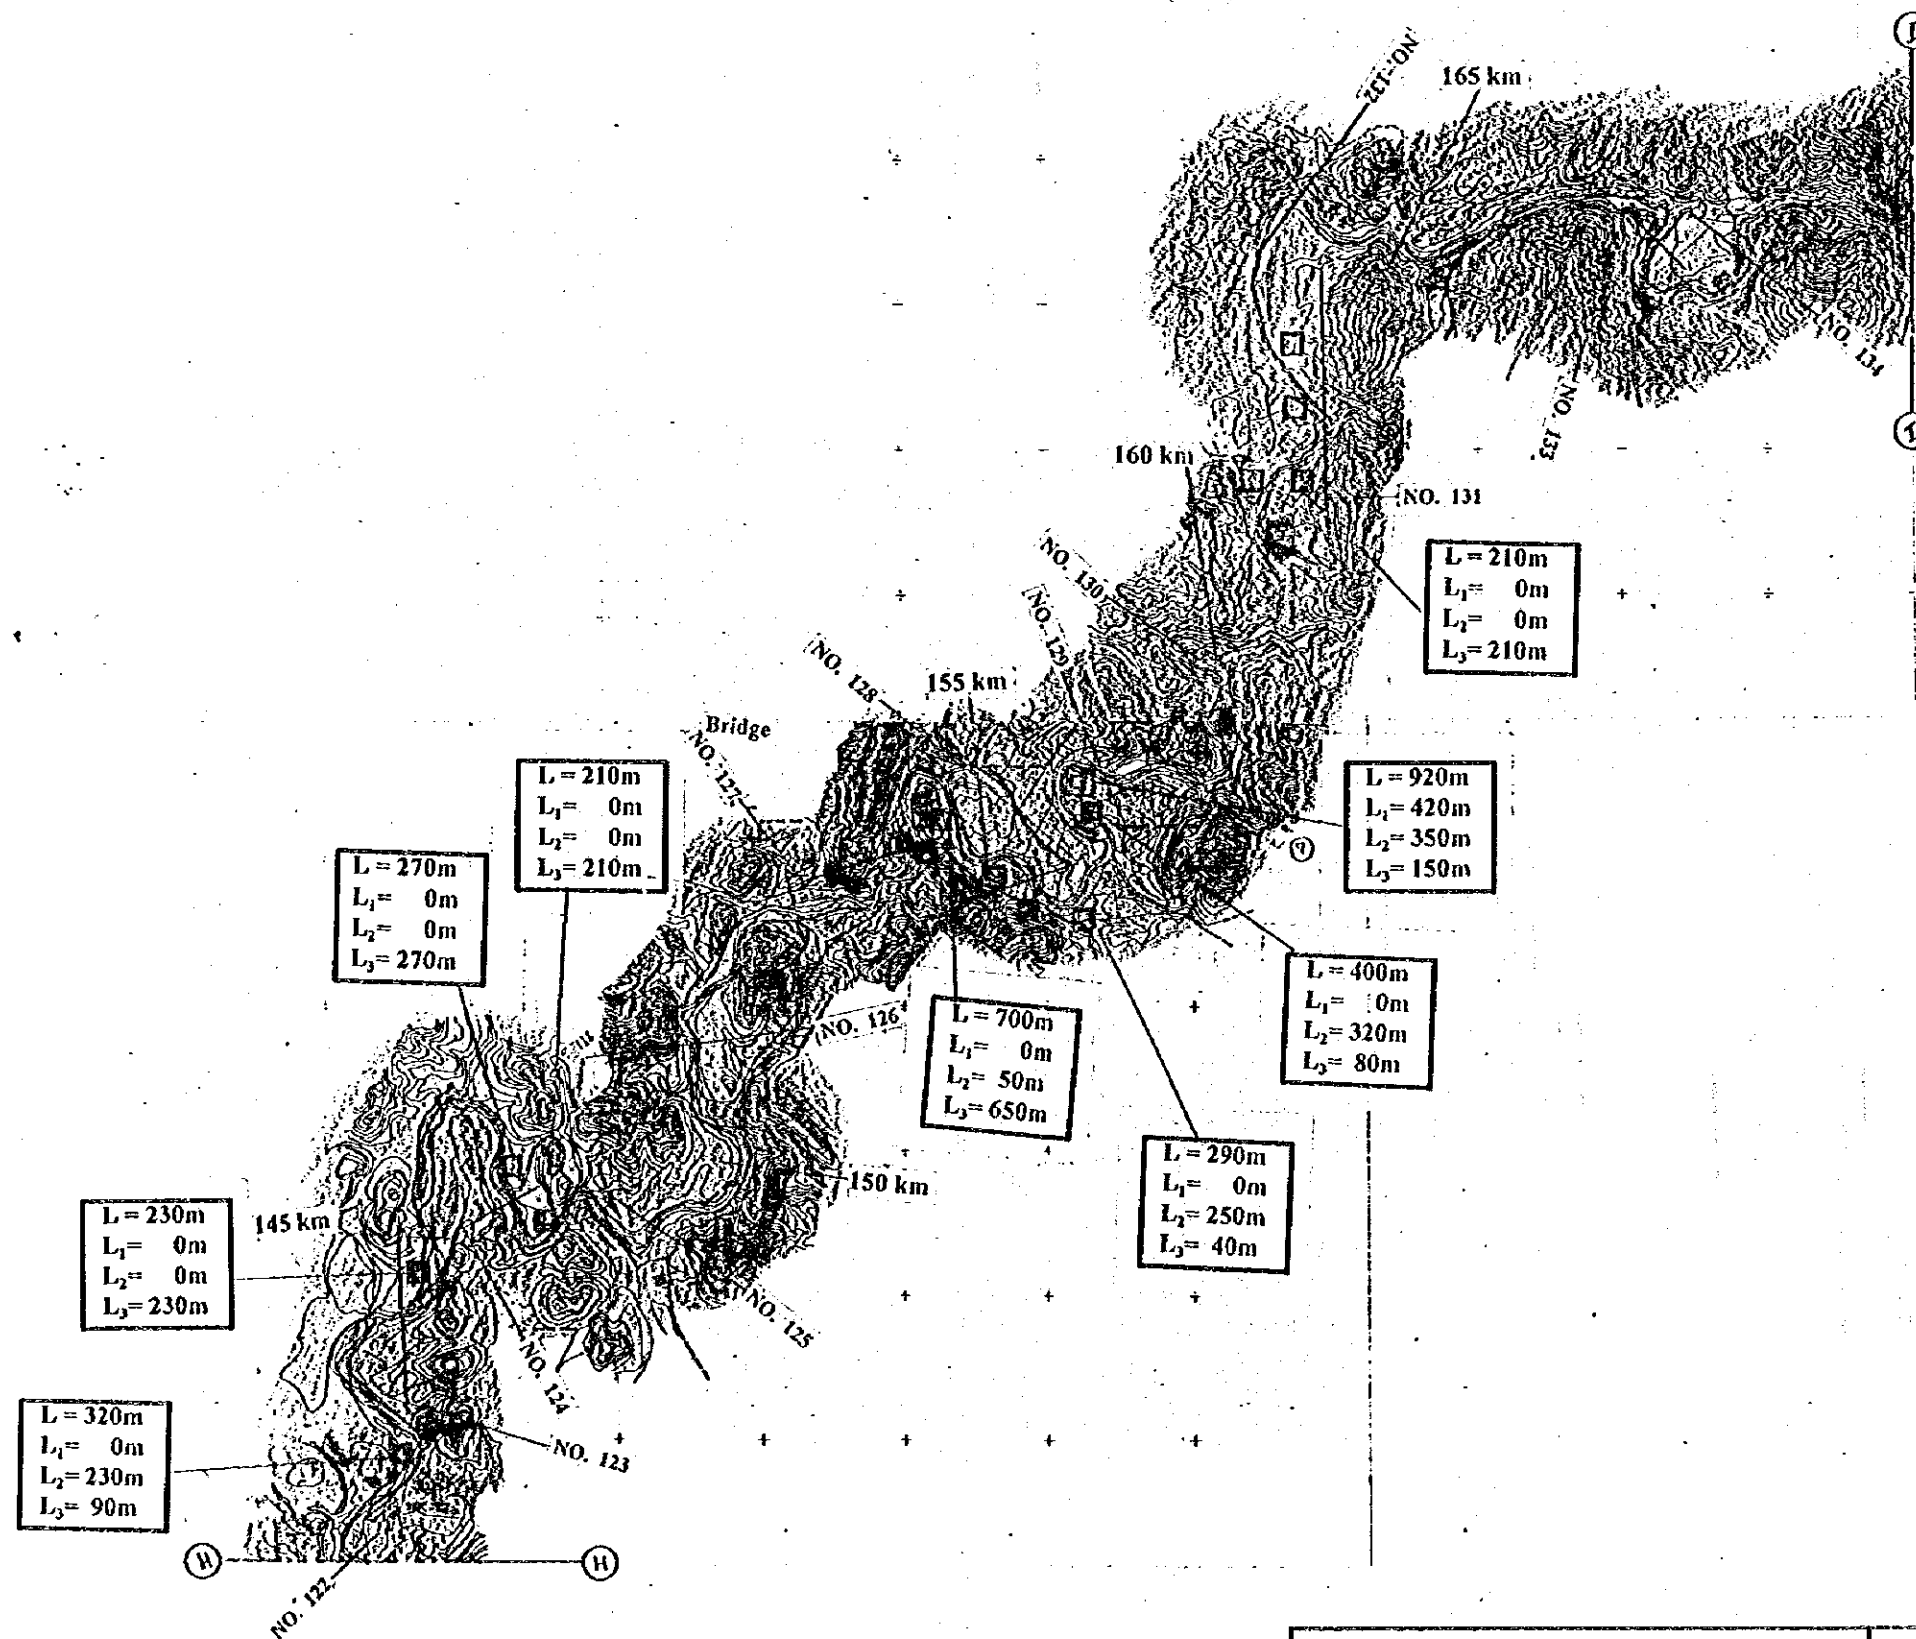 NO. 132
165 km
NO. 134
NO. 133
160 km
NO. 131
L = 210m
L₁= 0m
L₂= 0m
L₃= 210m
NO. 130
NO. 129
NO. 128
155 km
Bridge
NO. 127
L = 210m
L₁= 0m
L₂= 0m
L₃= 210m
L = 920m
L₁= 420m
L₂= 350m
L₃= 150m
L = 270m
L₁= 0m
L₂= 0m
L₃= 270m
L = 400m
L₁= 0m
L₂= 320m
L₃= 80m
NO. 126
L = 700m
L₁= 0m
L₂= 50m
L₃= 650m
L = 290m
L₁= 0m
L₂= 250m
L₃= 40m
150 km
145 km
L = 230m
L₁= 0m
L₂= 0m
L₃= 230m
NO. 125
NO. 124
L = 320m
L₁= 0m
L₂= 230m
L₃= 90m
NO. 123
H
H
NO. 122